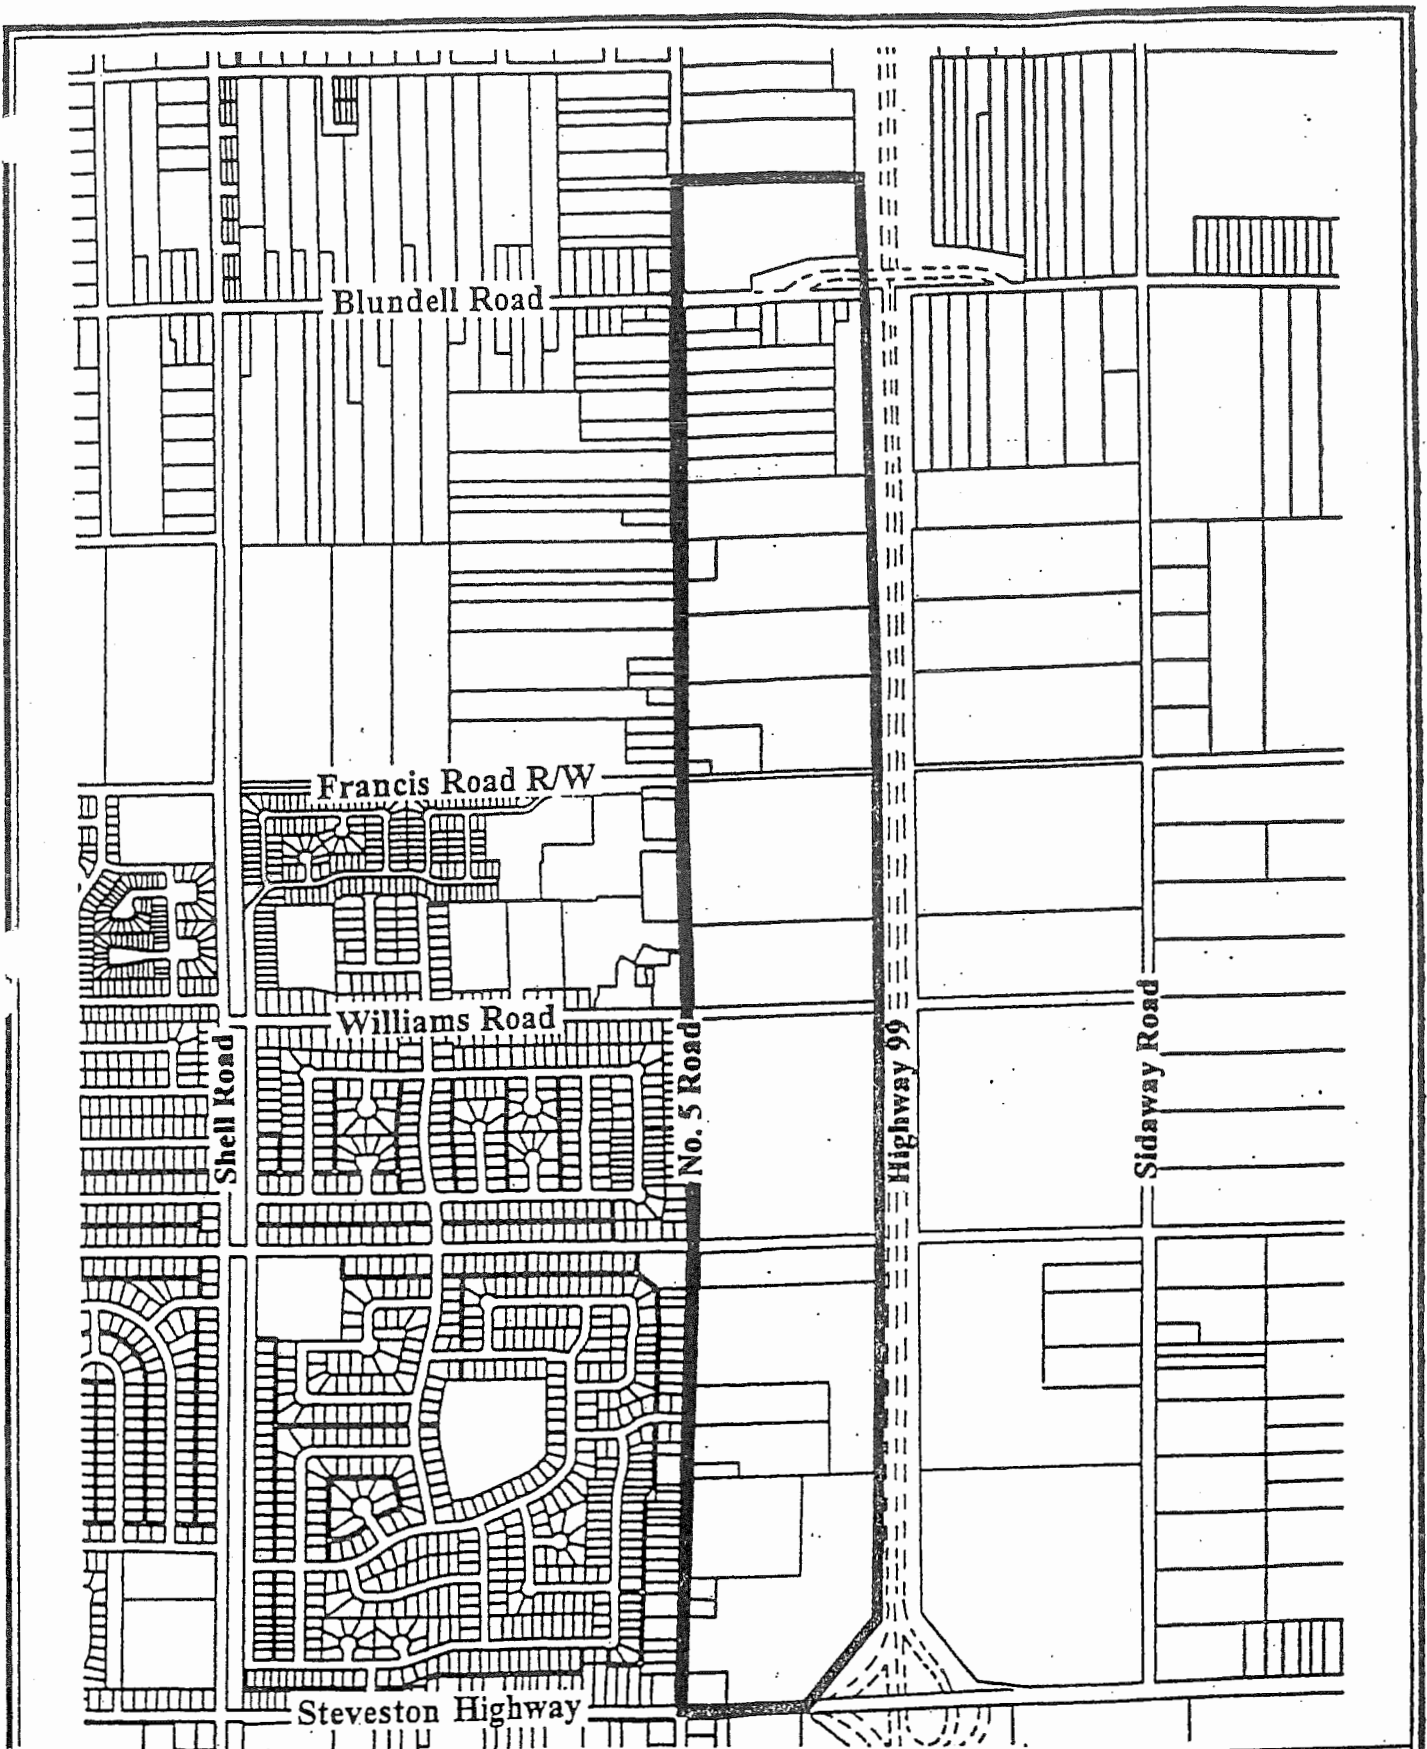 Blundell Road
Francis Road R/W
Williams Road
Shell Road
No. 5 Road
Highway 99
Sidaway Road
Steveston Highway